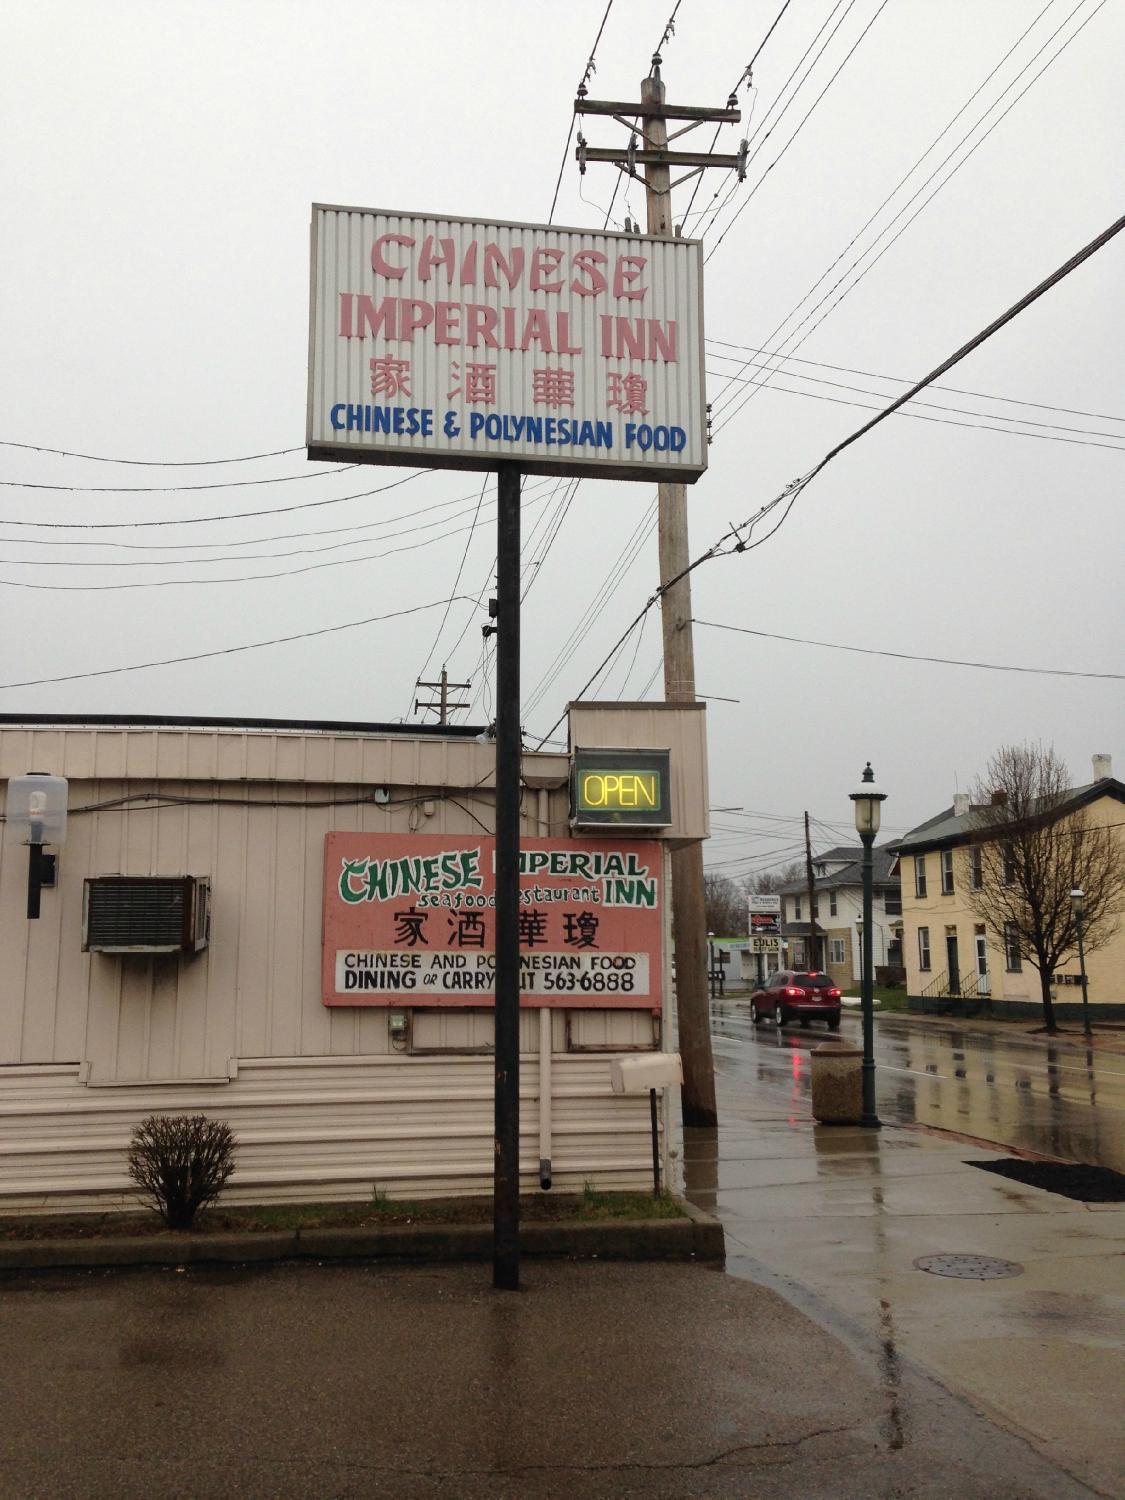 CHINESE
IMPERIAL INN
家酒華瓊
CHINESE & POLYNESIAN FOOD
OPEN
CHINESE IMPERIAL
seafood restaurant INN
家酒華瓊
CHINESE AND POLYNESIAN FOOD
DINING OR CARRY OUT 563-6888